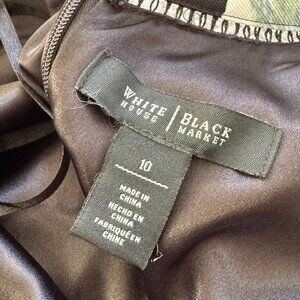 WHITE HOUSE | BLACK MARKET
10
MADE IN
CHINA
HECHO EN
CHINA
FABRIQUÉ EN
CHINE